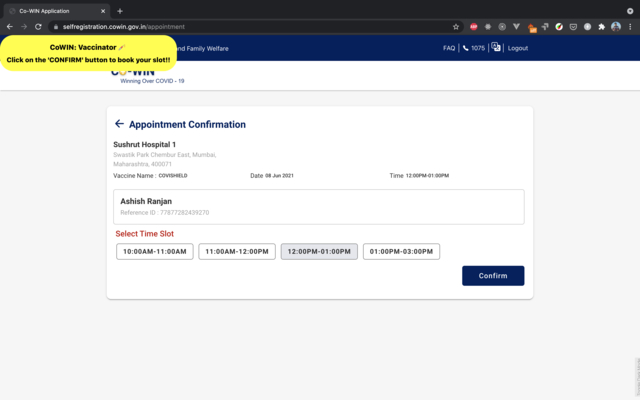 Co-WIN Application
selfregistration.cowin.gov.in/appointment
CoWIN: Vaccinator
Click on the 'CONFIRM' button to book your slot!!
and Family Welfare
FAQ
1075
Logout
Co-WIN
Winning Over COVID - 19
Appointment Confirmation
Sushrut Hospital 1
Swastik Park Chembur East, Mumbai,
Maharashtra, 400071
Vaccine Name : COVISHIELD Date 08 Jun 2021 Time 12:00PM-01:00PM
Ashish Ranjan
Reference ID : 77877282439270
Select Time Slot
10:00AM-11:00AM 11:00AM-12:00PM 12:00PM-01:00PM 01:00PM-03:00PM
Confirm